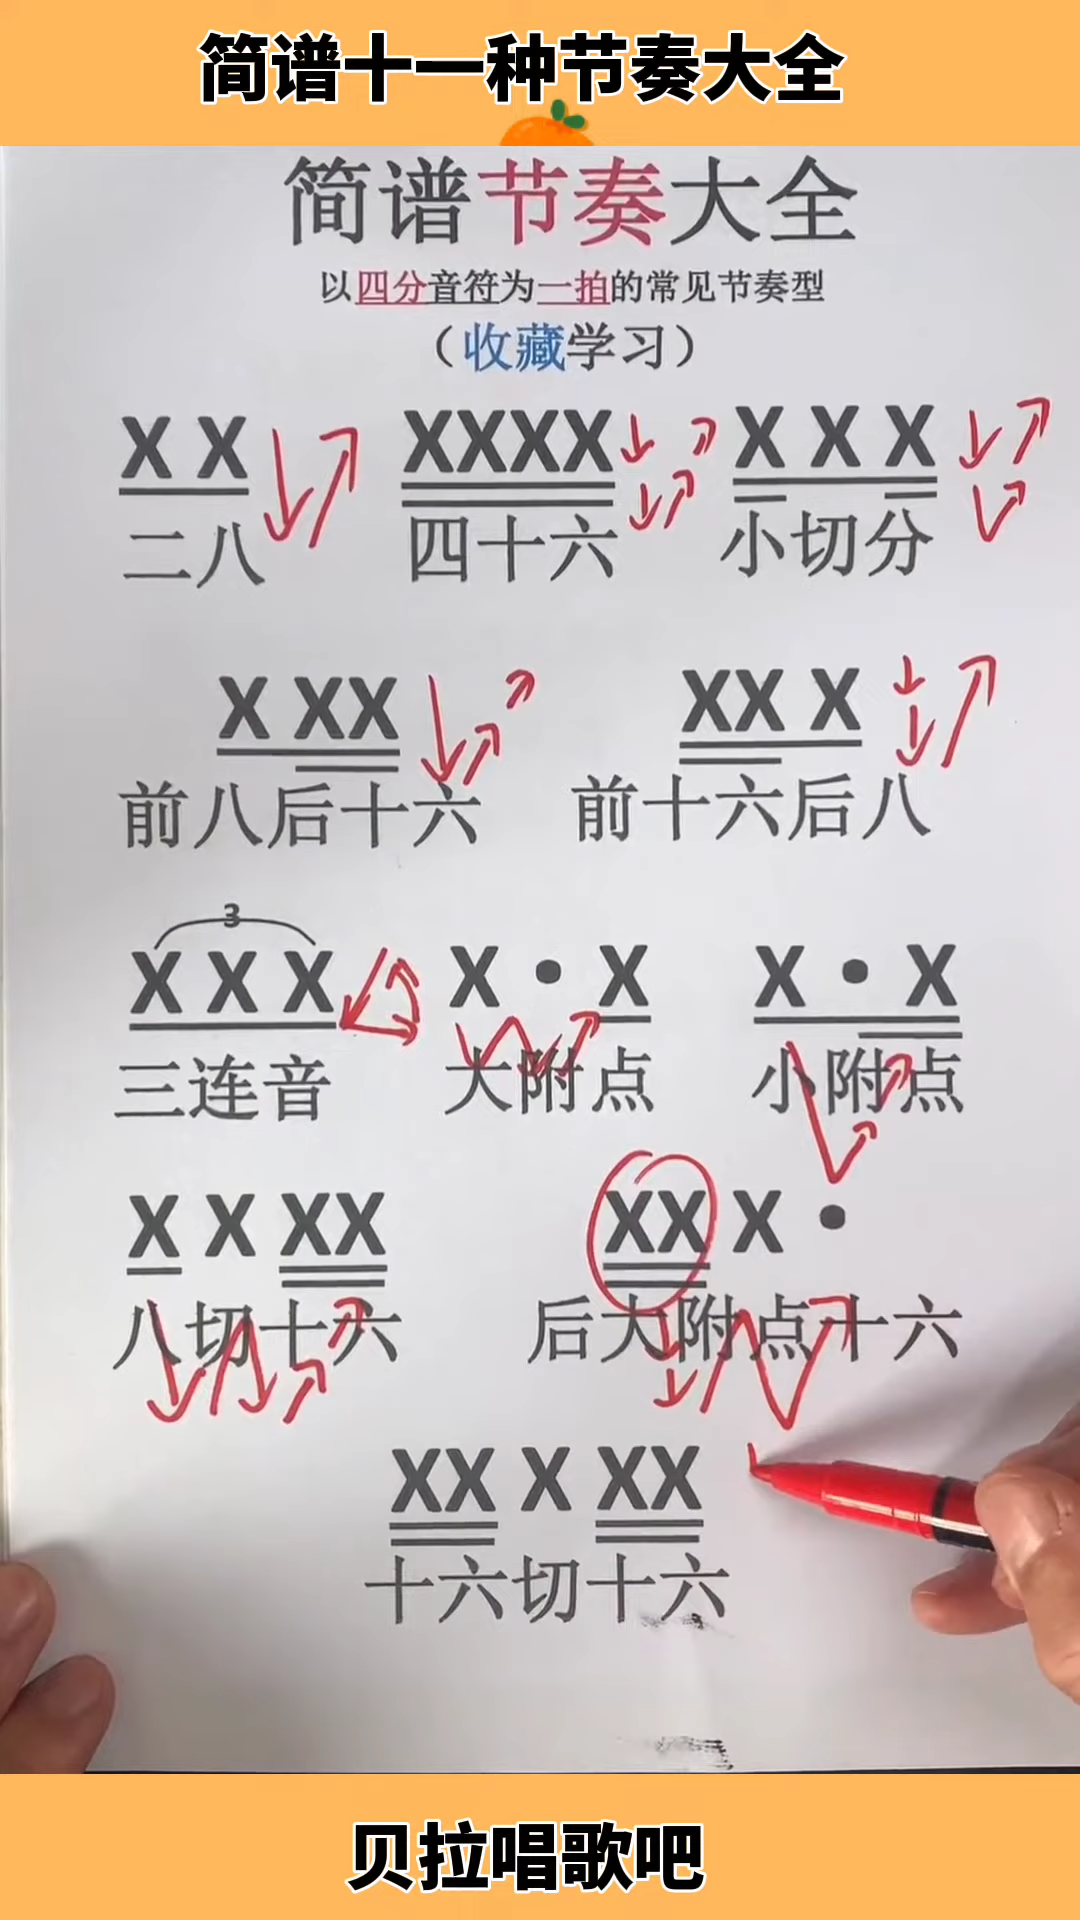 简谱十一种节奏大全
简谱节奏大全
以四分音符为一拍的常见节奏型
（收藏学习）
X X XXXX X X X
二八 四十六 小切分
X XX XX X
前八后十六 前十六后八
3
X X X X • X X • X
三连音 大附点 小附点
X X XX XX X •
八切十六 后大附点十六
XX X XX
十六切十六
贝拉唱歌吧